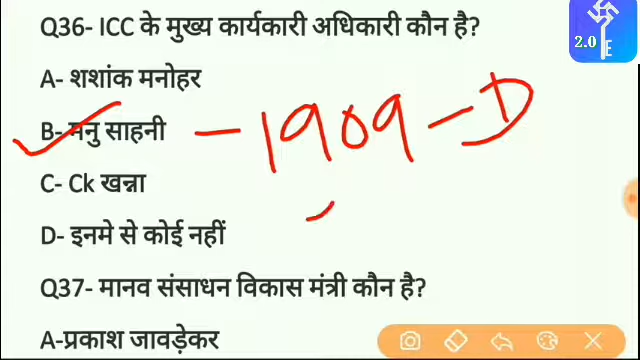 Q36- ICC के मुख्य कार्यकारी अधिकारी कौन है?
2.0 E
A- शशांक मनोहर
B- मनु साहनी - 1909 - D
C- Ck खन्ना
D- इनमे से कोई नहीं
Q37- मानव संसाधन विकास मंत्री कौन है?
A-प्रकाश जावड़ेकर